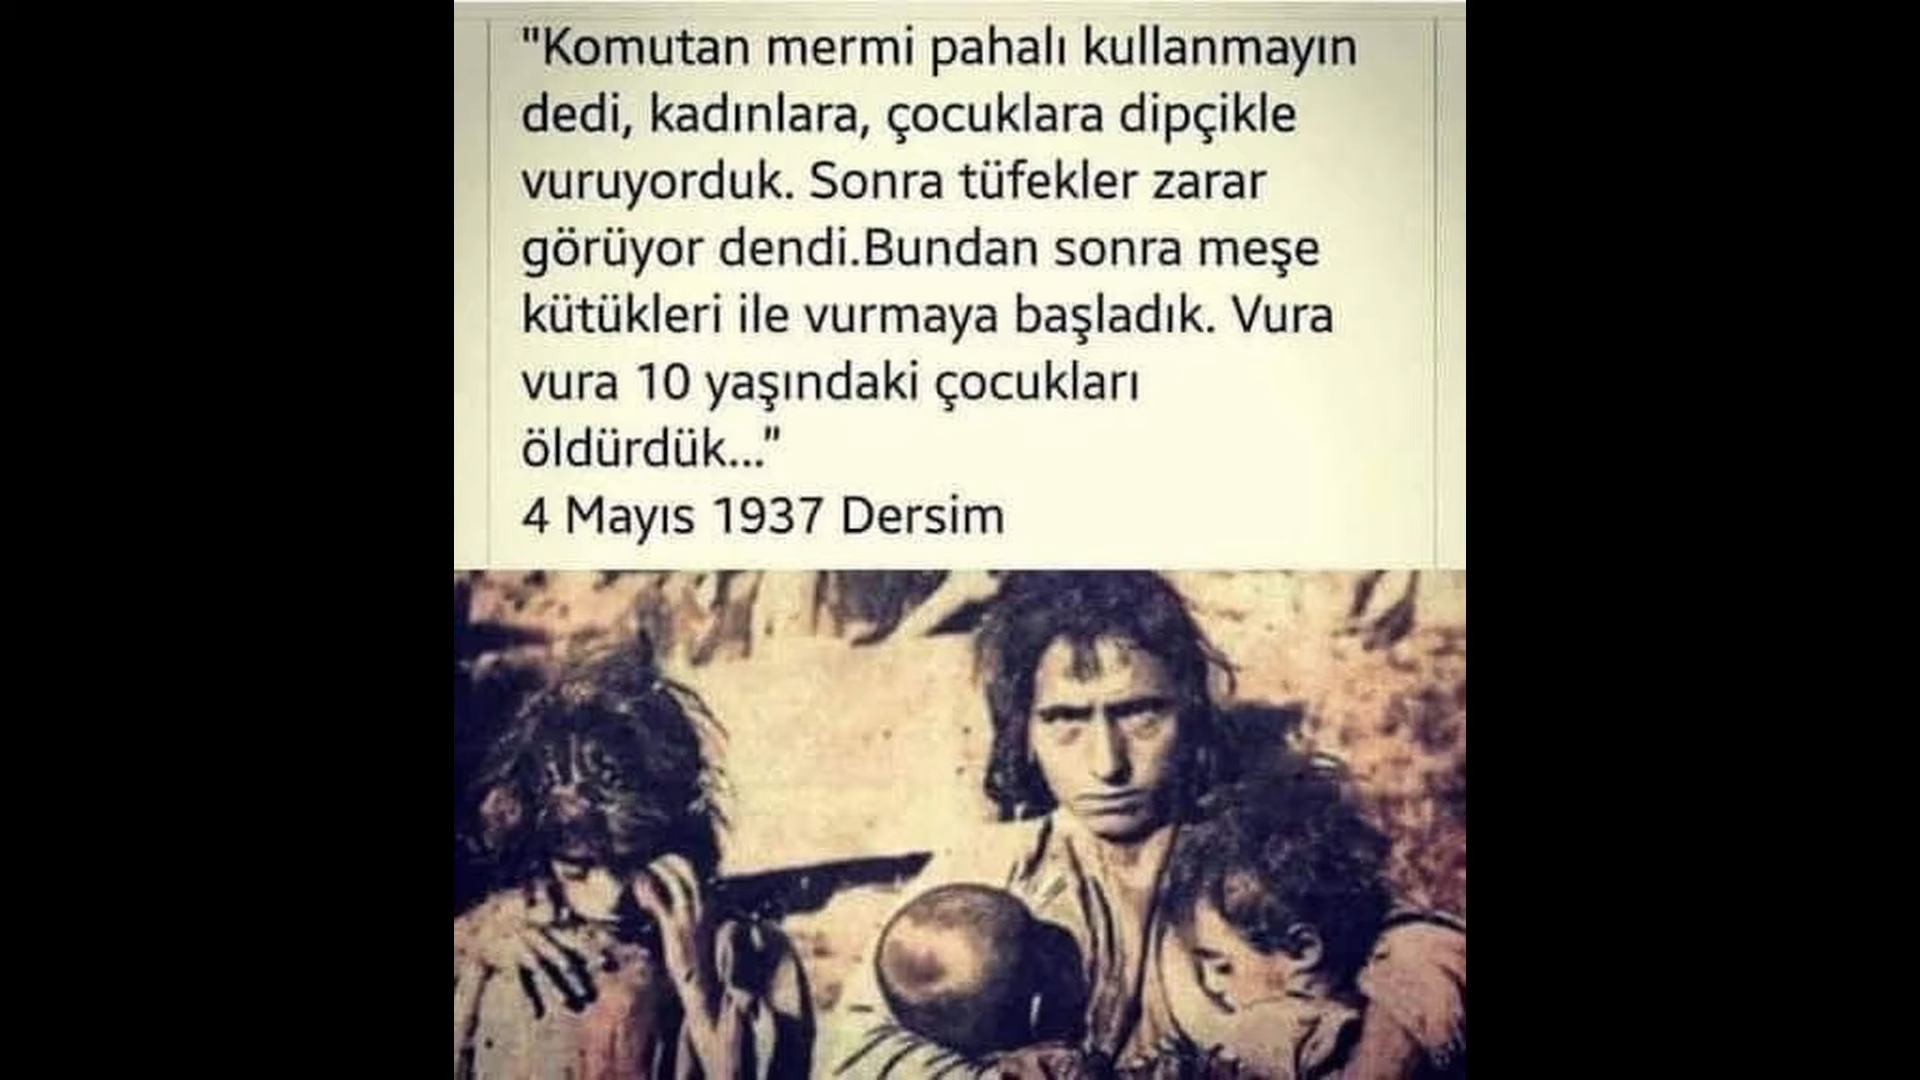 "Komutan mermi pahalı kullanmayın
dedi, kadınlara, çocuklara dipçikle
vuruyorduk. Sonra tüfekler zarar
görüyor dendi.Bundan sonra meşe
kütükleri ile vurmaya başladık. Vura
vura 10 yaşındaki çocukları
öldürdük..."
4 Mayıs 1937 Dersim